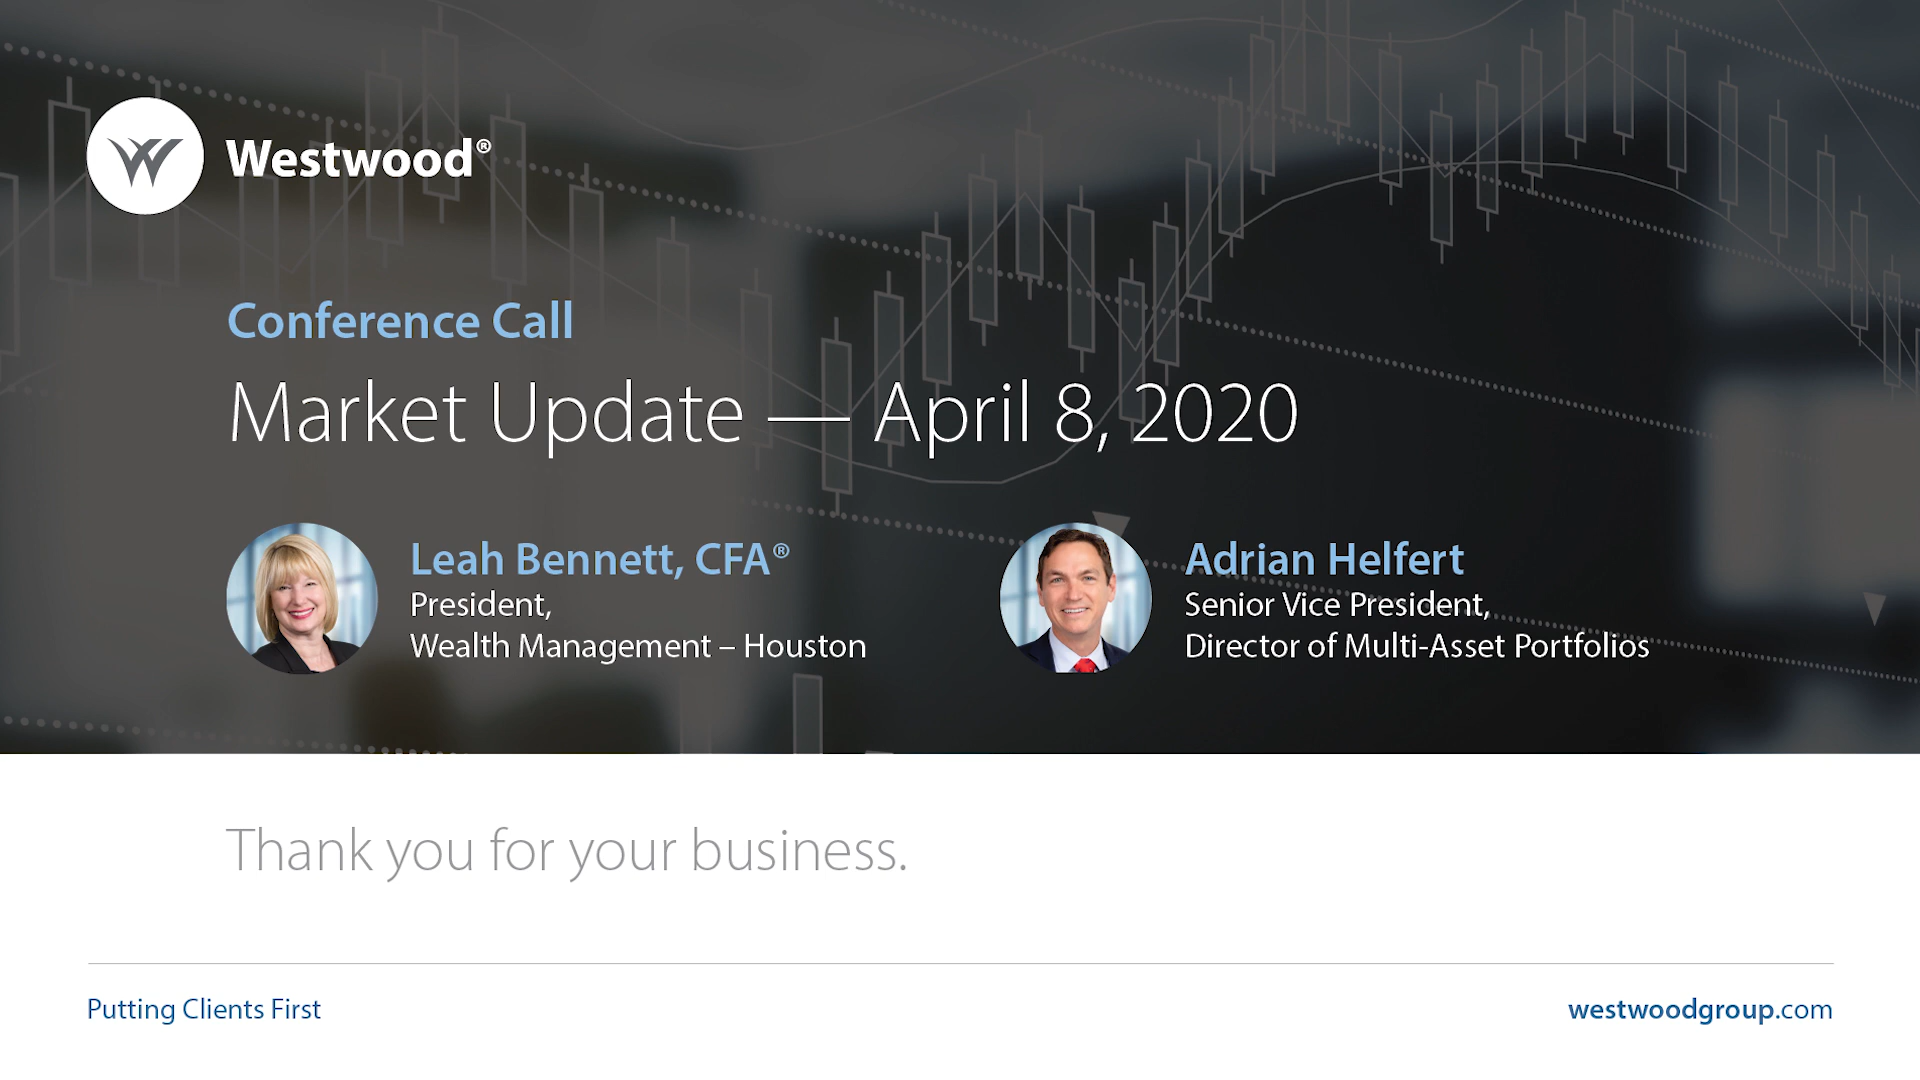 Westwood®
Conference Call
Market Update — April 8, 2020
Leah Bennett, CFA®
President,
Wealth Management – Houston
Adrian Helfert
Senior Vice President,
Director of Multi-Asset Portfolios
Thank you for your business.
Putting Clients First
westwoodgroup.com